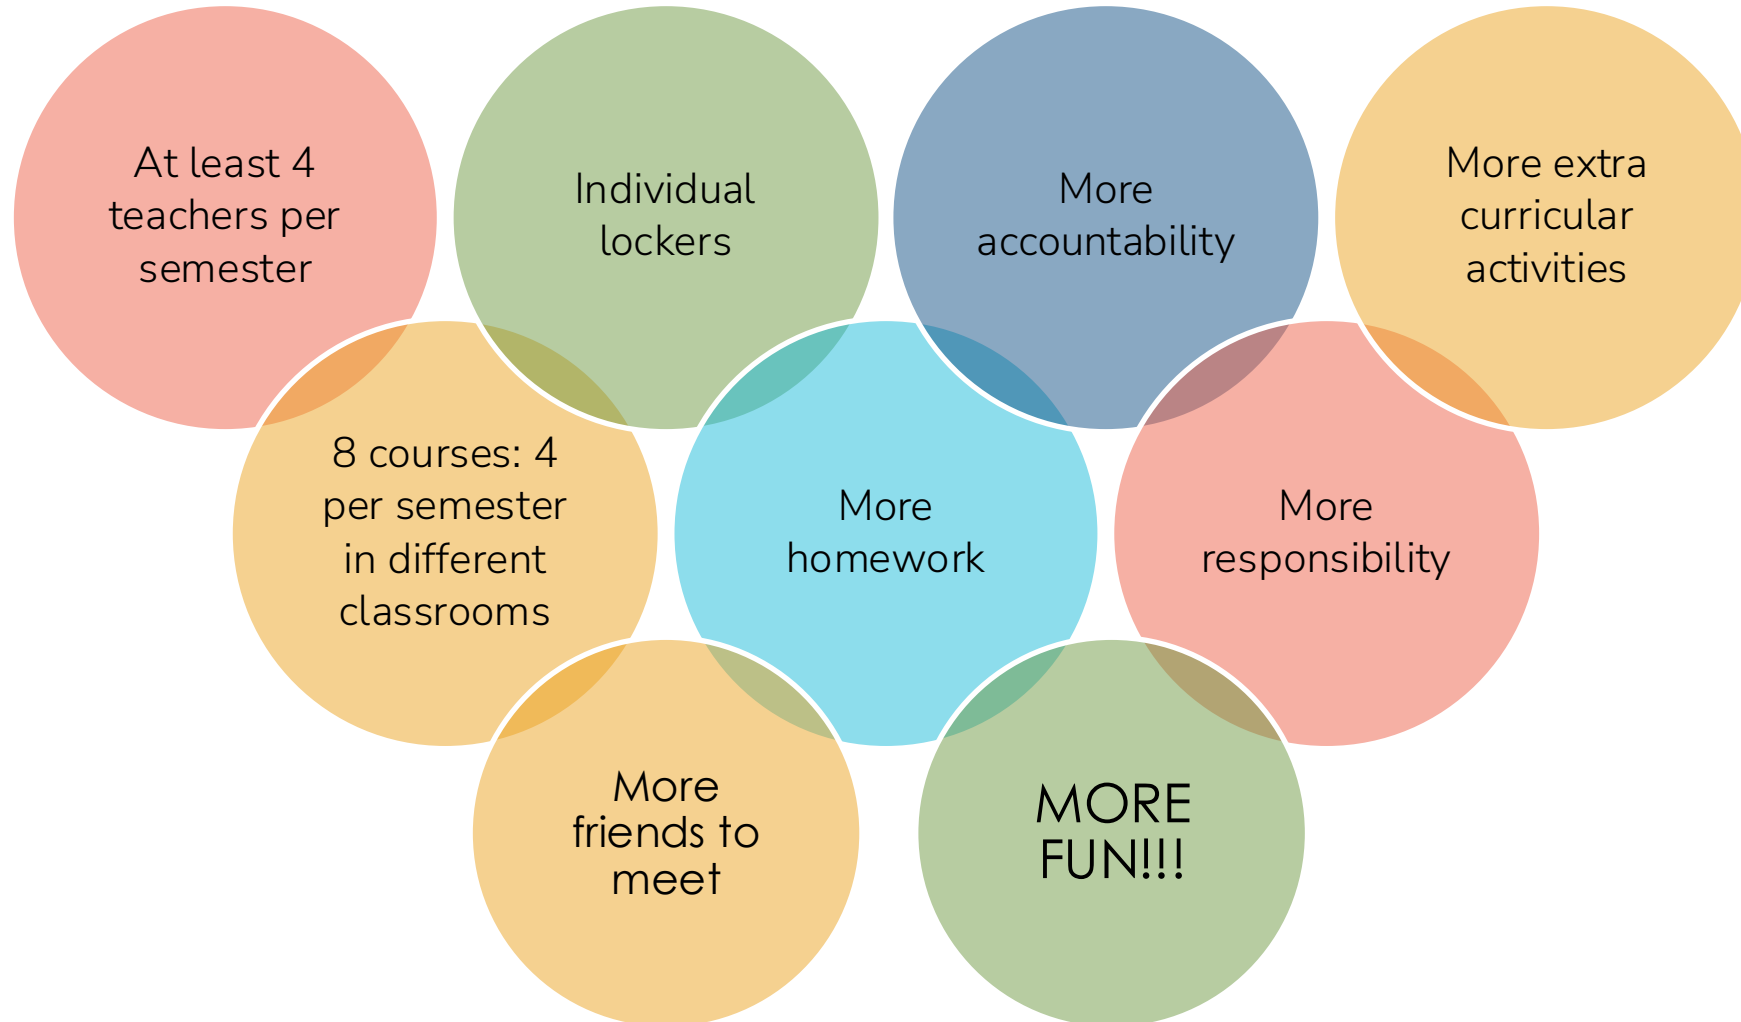 At least 4
teachers per
semester
Individual
lockers
More
accountability
More extra
curricular
activities
8 courses: 4
per semester
in different
classrooms
More
homework
More
responsibility
More
friends to
meet
MORE
FUN!!!